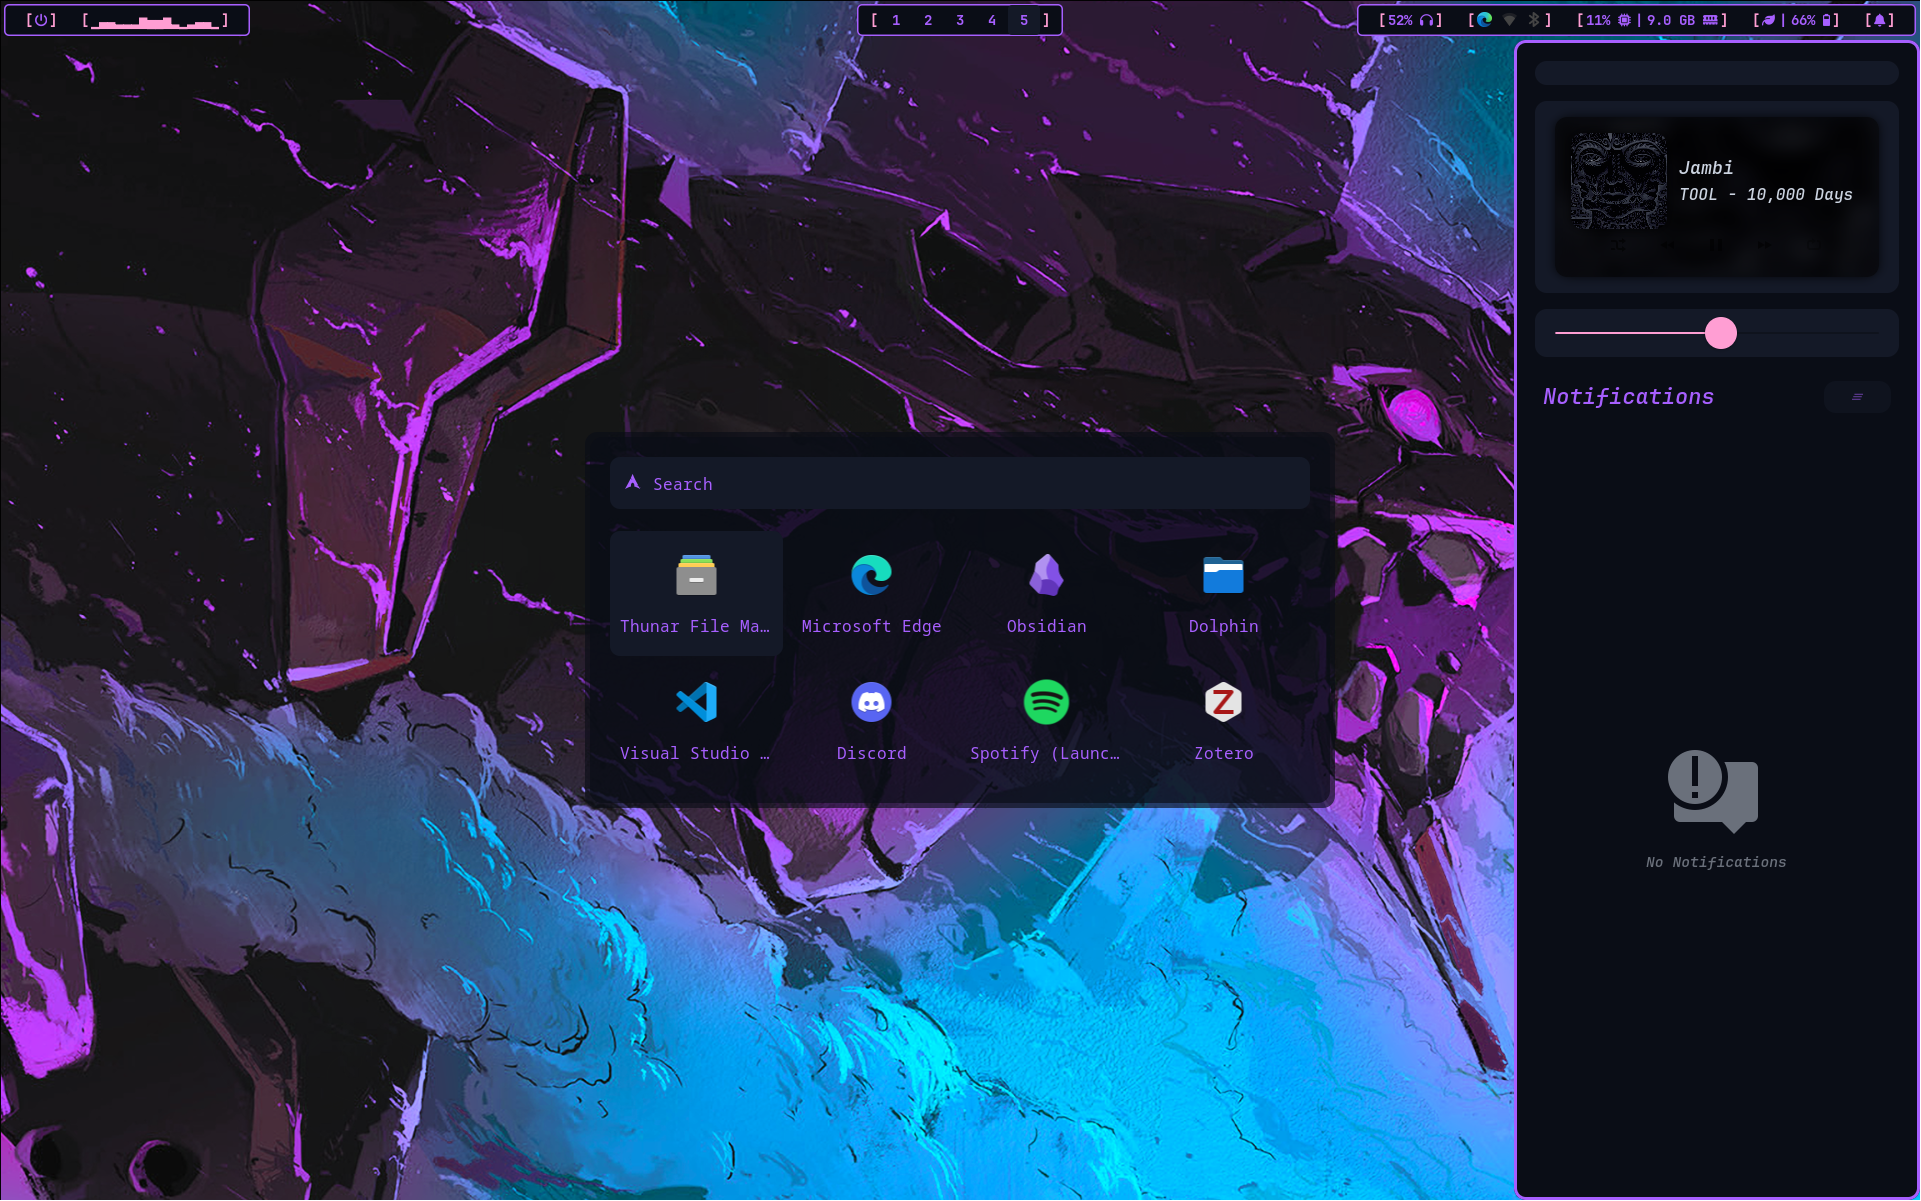 [ ] [ ]
[ 1 2 3 4 5 ]
[52% ] [ ] [11% | 9.0 GB ] [ | 66% ] [ ]
Jambi
TOOL - 10,000 Days
Notifications
Search
Thunar File Ma…
Microsoft Edge
Obsidian
Dolphin
Visual Studio …
Discord
Spotify (Launc…
Zotero
No Notifications